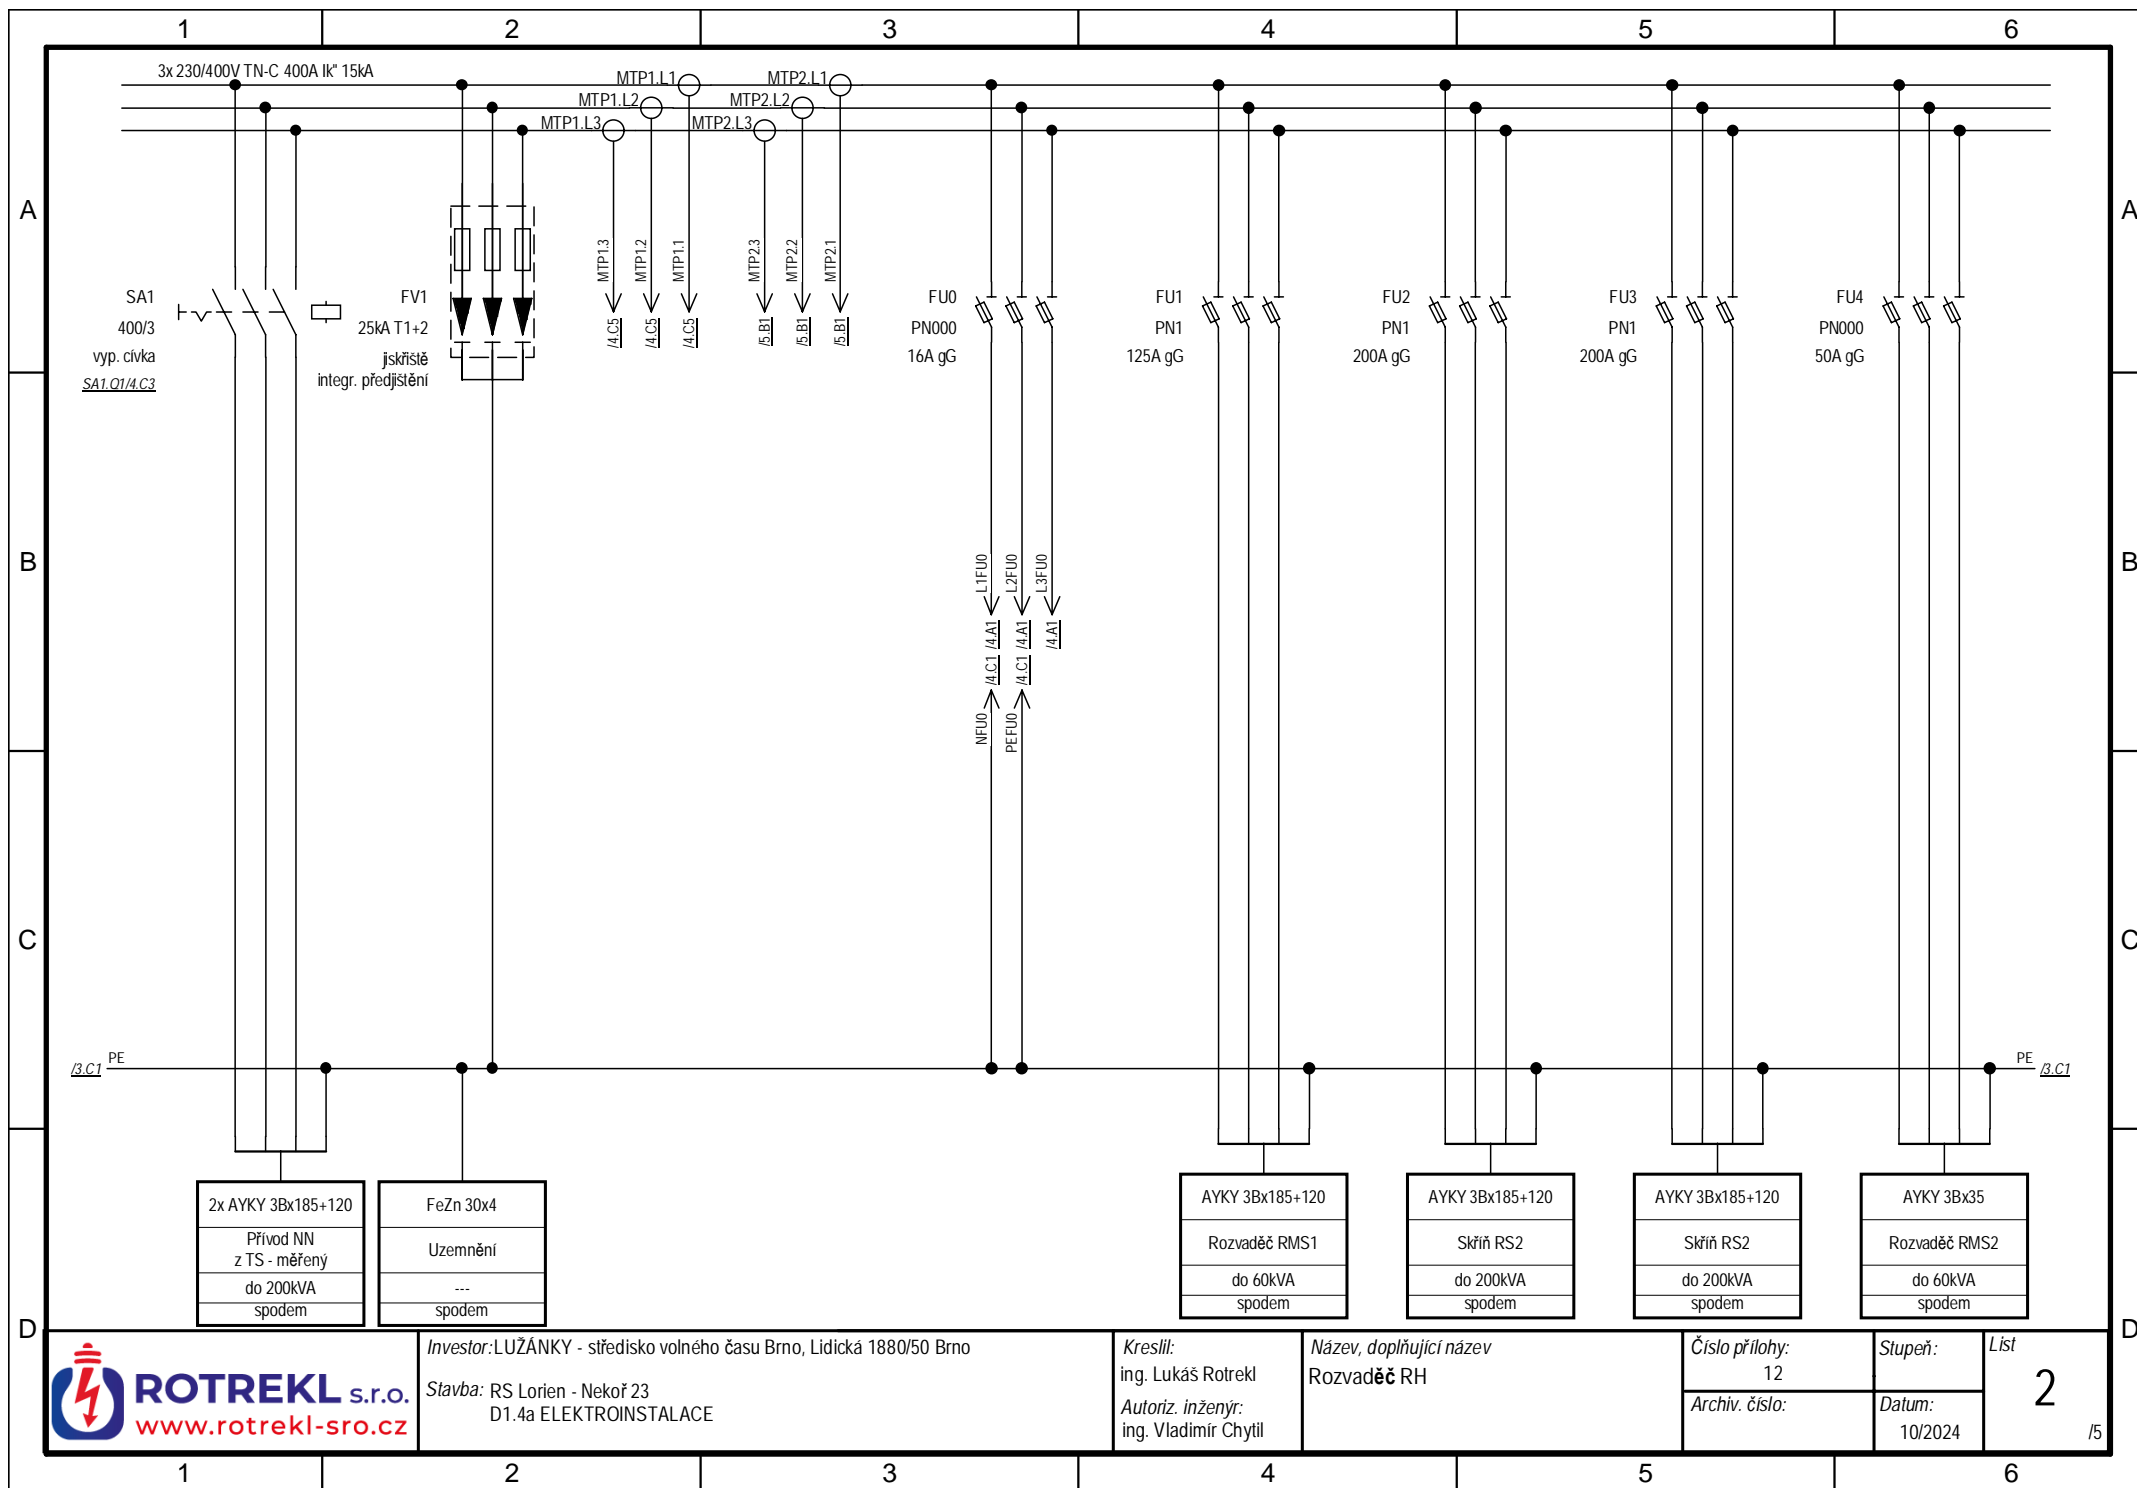 1 2 3 4 5 6
3x 230/400V TN-C 400A Ik" 15kA
MTP1.L1
MTP2.L1
MTP1.L2
MTP2.L2
MTP1.L3
MTP2.L3
A
A
MTP1.3
MTP1.2
MTP1.1
MTP2.3
MTP2.2
MTP2.1
/4.C5
/4.C5
/4.C5
/5.B1
/5.B1
/5.B1
SA1
400/3
vyp. cívka
SA1.Q1/4.C3
FV1
25kA T1+2
jiskřiště
integr. předjištění
FU0
PN000
16A gG
FU1
PN1
125A gG
FU2
PN1
200A gG
FU3
PN1
200A gG
FU4
PN000
50A gG
B
B
L1FU0
L2FU0
L3FU0
/4.A1
/4.A1
/4.A1
/4.C1
/4.C1
NFU0
PEFU0
C
C
/3.C1
PE
PE
/3.C1
2x AYKY 3Bx185+120
Přívod NN
z TS - měřený
do 200kVA
spodem
FeZn 30x4
Uzemnění
---
spodem
AYKY 3Bx185+120
Rozvaděč RMS1
do 60kVA
spodem
AYKY 3Bx185+120
Skříň RS2
do 200kVA
spodem
AYKY 3Bx185+120
Skříň RS2
do 200kVA
spodem
AYKY 3Bx35
Rozvaděč RMS2
do 60kVA
spodem
D
D
ROTREKL s.r.o.
www.rotrekl-sro.cz
Investor: LUŽÁNKY - středisko volného času Brno, Lidická 1880/50 Brno
Stavba: RS Lorien - Nekoř 23
D1.4a ELEKTROINSTALACE
Kreslil:
ing. Lukáš Rotrekl
Autoriz. inženýr:
ing. Vladimír Chytil
Název, doplňující název
Rozvaděč RH
Číslo přílohy:
12
Archiv. číslo:
Stupeň:
Datum:
10/2024
List
2
/5
1 2 3 4 5 6